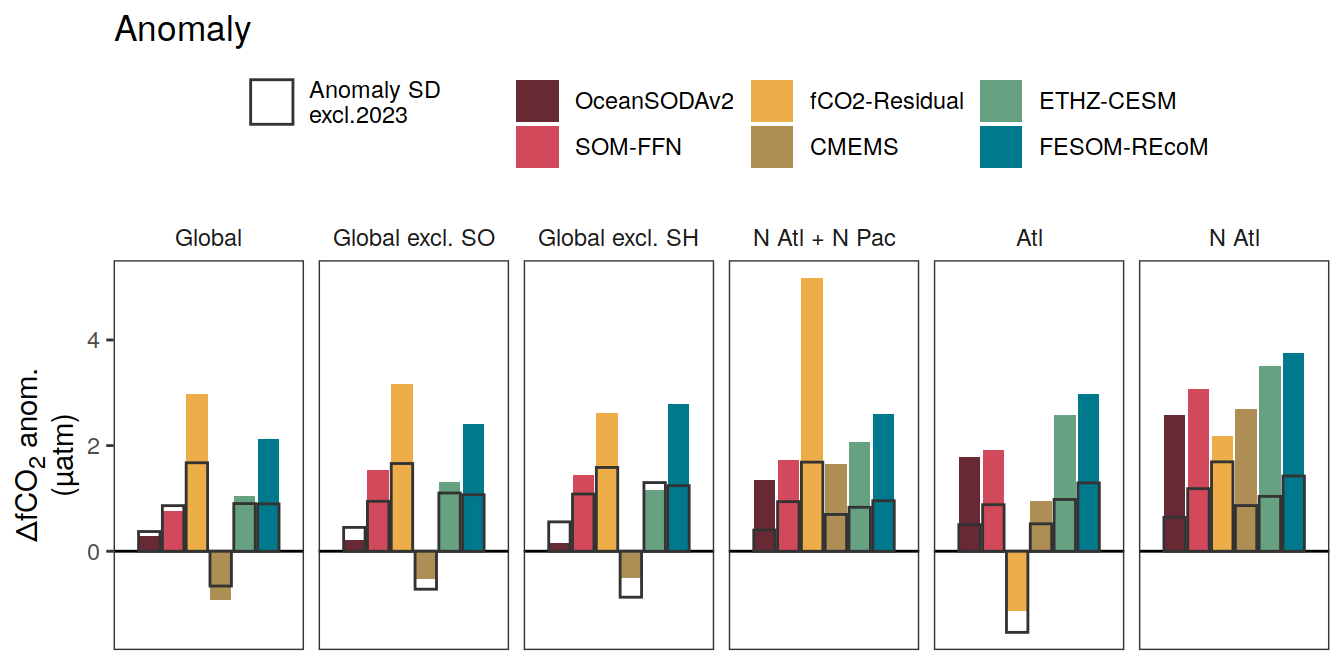 Anomaly
Anomaly SD
excl.2023
OceanSODAv2
SOM-FFN
fCO2-Residual
CMEMS
ETHZ-CESM
FESOM-REcoM
Global
Global excl. SO
Global excl. SH
N Atl + N Pac
Atl
N Atl
ΔfCO₂ anom.
(µatm)
4
2
0